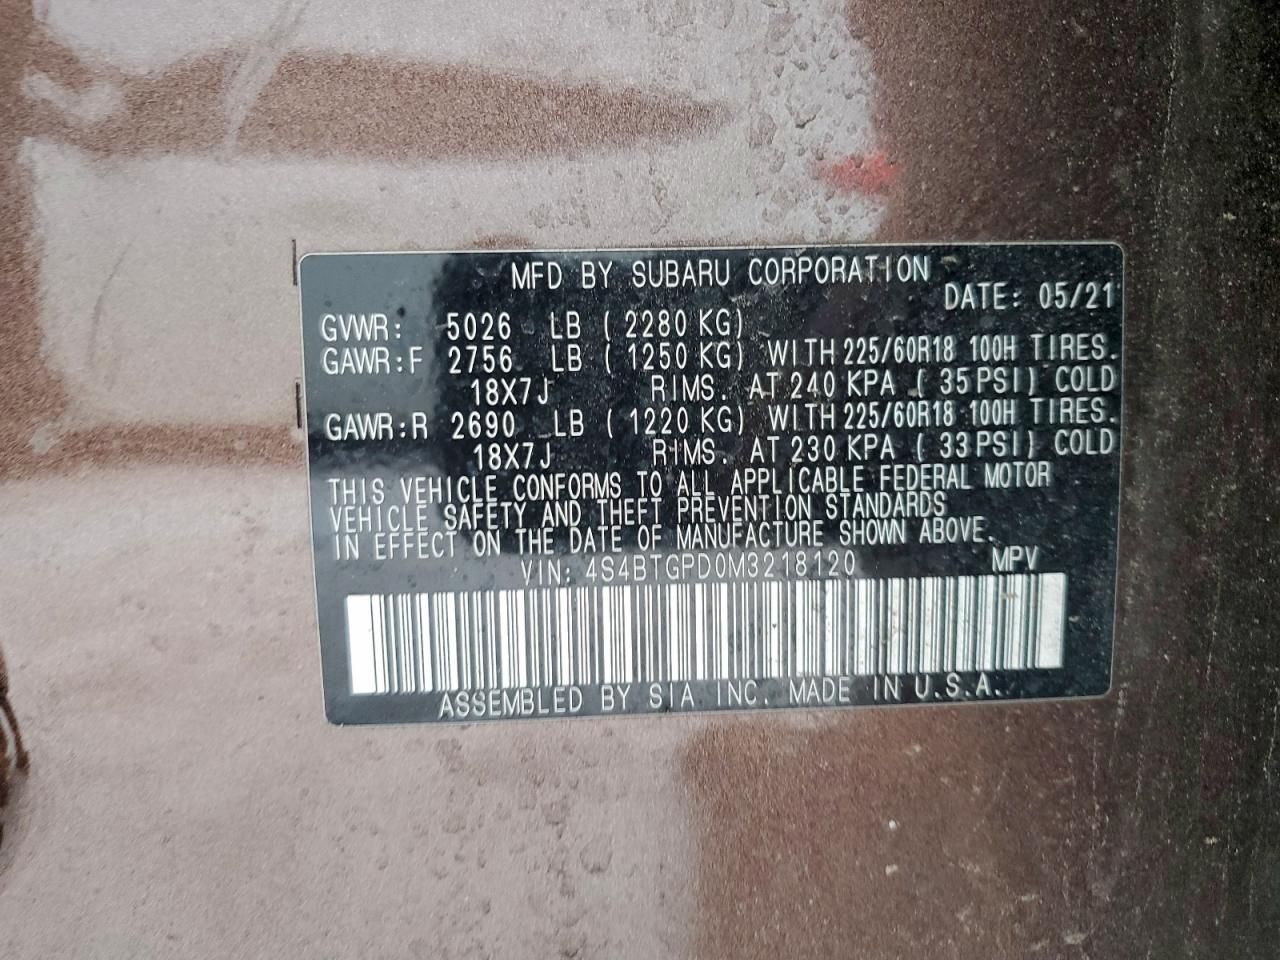 MFD BY SUBARU CORPORATION
DATE: 05/21
GVWR: 5026 LB ( 2280 KG)
GAWR:F 2756 LB ( 1250 KG) WITH 225/60R18 100H TIRES.
18X7J RIMS. AT 240 KPA ( 35 PSI) COLD
GAWR:R 2690 LB ( 1220 KG) WITH 225/60R18 100H TIRES.
18X7J RIMS. AT 230 KPA ( 33 PSI) COLD
THIS VEHICLE CONFORMS TO ALL APPLICABLE FEDERAL MOTOR
VEHICLE SAFETY AND THEFT PREVENTION STANDARDS
IN EFFECT ON THE DATE OF MANUFACTURE SHOWN ABOVE.
VIN: 4S4BTGPD0M3218120 MPV
ASSEMBLED BY SIA INC. MADE IN U.S.A.